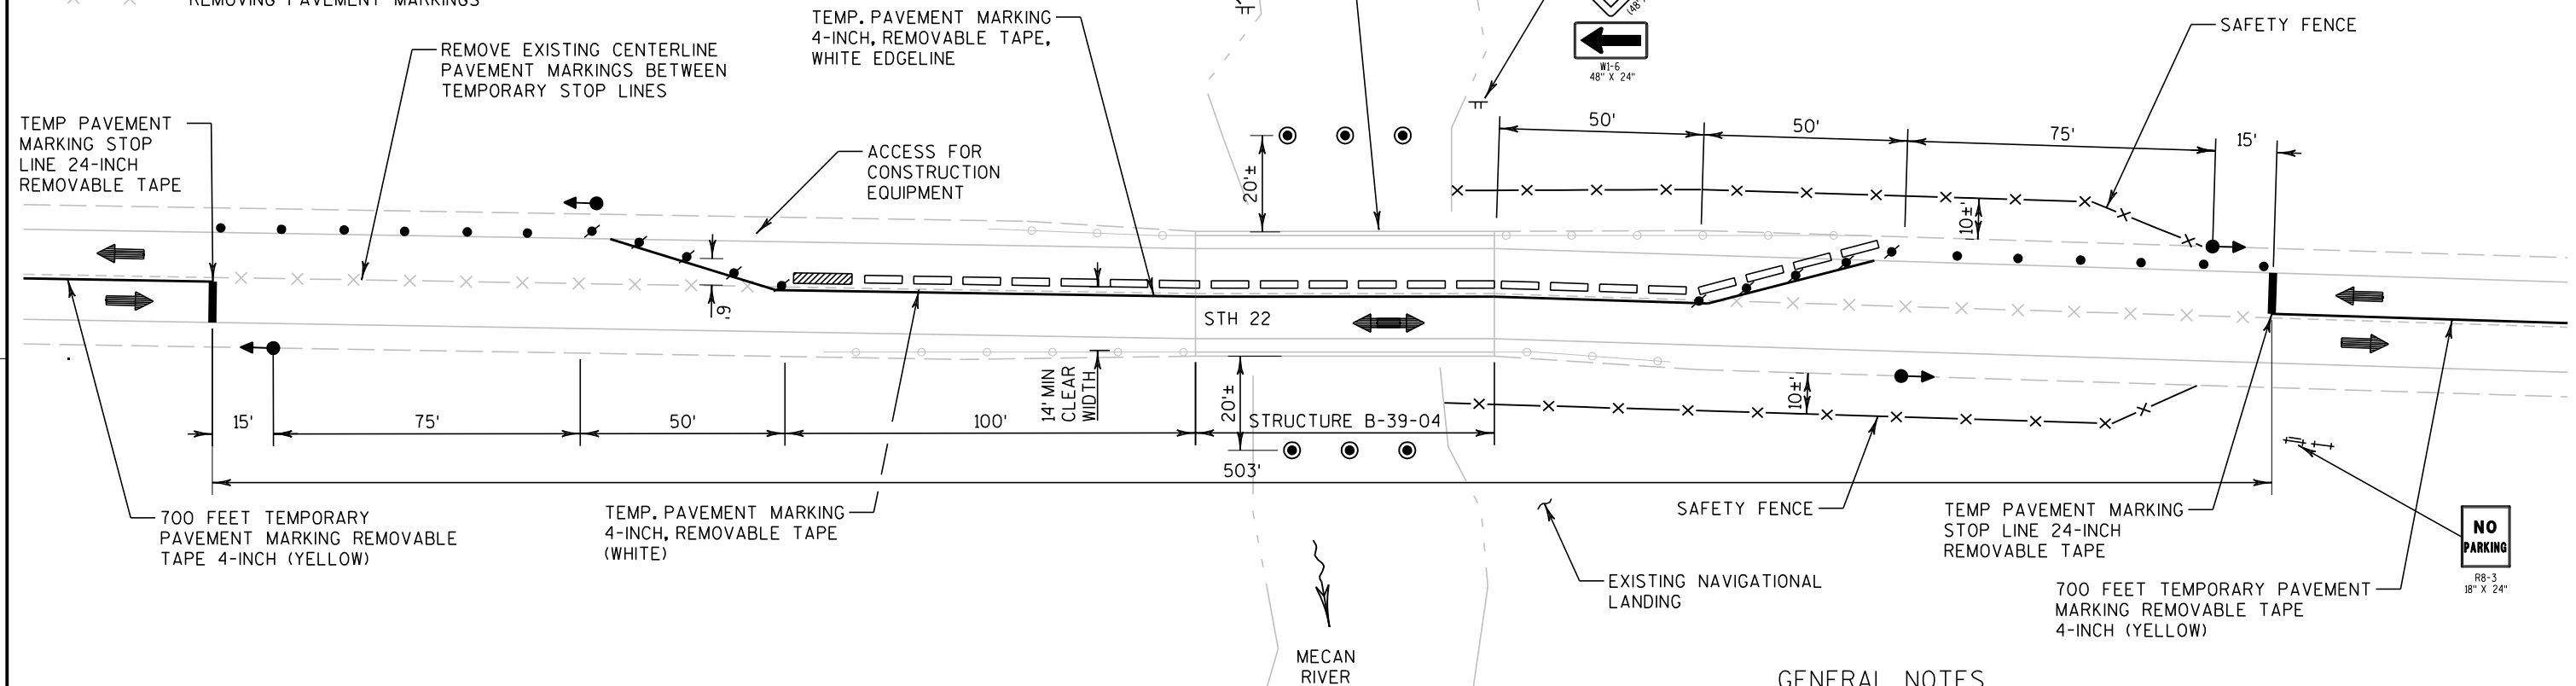 REMOVING PAVEMENT MARKINGS
REMOVE EXISTING CENTERLINE
PAVEMENT MARKINGS BETWEEN
TEMPORARY STOP LINES
TEMP. PAVEMENT MARKING
4-INCH, REMOVABLE TAPE,
WHITE EDGELINE
W1-6
48" X 24"
SAFETY FENCE
TEMP PAVEMENT
MARKING STOP
LINE 24-INCH
REMOVABLE TAPE
ACCESS FOR
CONSTRUCTION
EQUIPMENT
50'
50'
75'
15'
20'±
10±'
9'
STH 22
14' MIN
CLEAR
WIDTH
20'±
10±'
15'
75'
50'
100'
STRUCTURE B-39-04
503'
700 FEET TEMPORARY
PAVEMENT MARKING REMOVABLE
TAPE 4-INCH (YELLOW)
TEMP. PAVEMENT MARKING
4-INCH, REMOVABLE TAPE
(WHITE)
SAFETY FENCE
TEMP PAVEMENT MARKING
STOP LINE 24-INCH
REMOVABLE TAPE
NO
PARKING
R8-3
18" X 24"
EXISTING NAVIGATIONAL
LANDING
700 FEET TEMPORARY PAVEMENT
MARKING REMOVABLE TAPE
4-INCH (YELLOW)
MECAN
RIVER
GENERAL NOTES